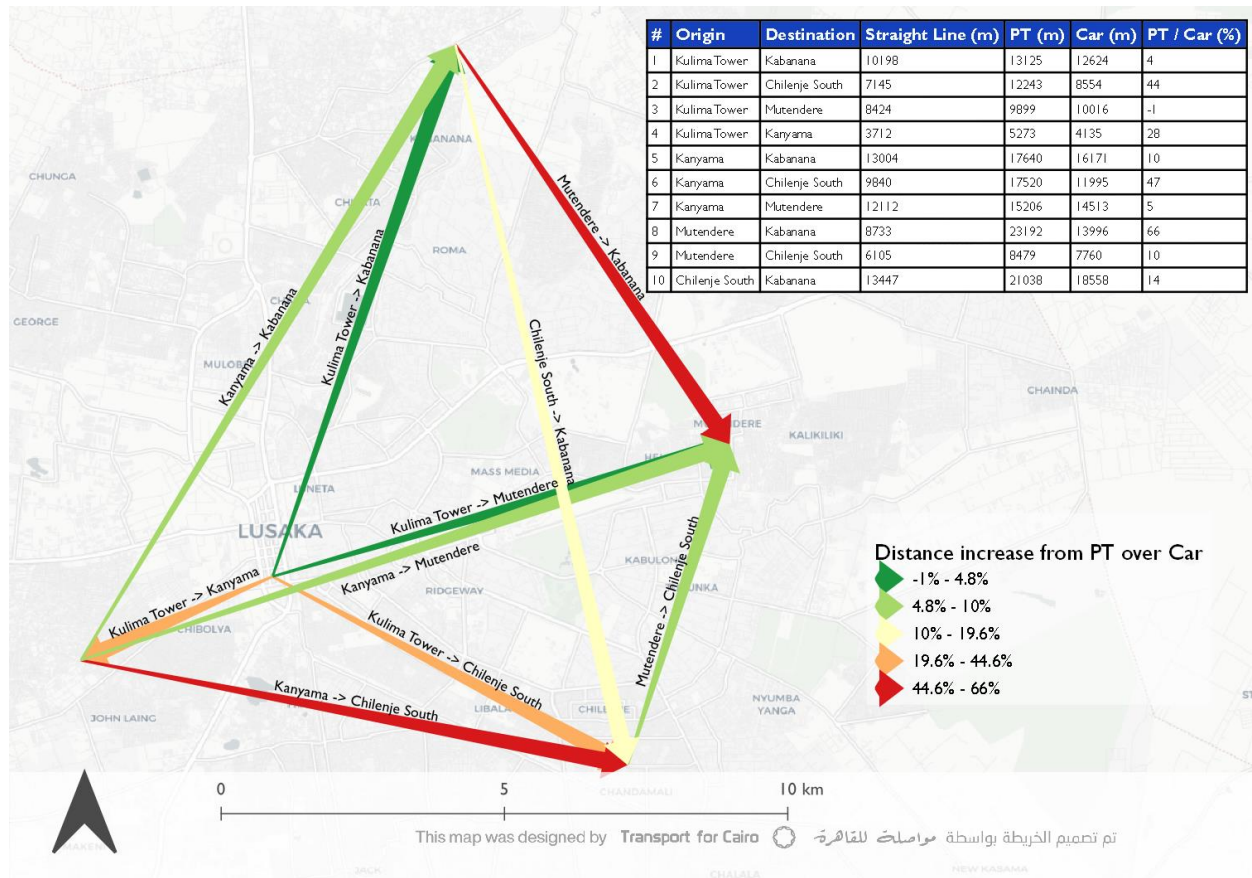 # Origin Destination Straight Line (m) PT (m) Car (m) PT / Car (%)
1 Kulima Tower Kabanana 10198 13125 12624 4
2 Kulima Tower Chilenje South 7145 12243 8554 44
3 Kulima Tower Mutendere 8424 9899 10016 -1
4 Kulima Tower Kanyama 3712 5273 4135 28
5 Kanyama Kabanana 13004 17640 16171 10
6 Kanyama Chilenje South 9840 17520 11995 47
7 Kanyama Mutendere 12112 15206 14513 5
8 Mutendere Kabanana 8733 23192 13996 66
9 Mutendere Chilenje South 6105 8479 7760 10
10 Chilenje South Kabanana 13447 21038 18558 14
CHUNGA
ROMA
GEORGE
Mutendere -> Kabanana
Kanyama -> Kabanana
Kulima Tower -> Kabanana
Chilenje South -> Kabanana
CHAINDA
KALIKILIKI
MASS MEDIA
LUSAKA
Kulima Tower -> Mutendere
Kanyama -> Mutendere
Kulima Tower -> Kanyama
RIDGEWAY
CHIBOLYA
Kulima Tower -> Chilenje South
Mutendere -> Chilenje South
Kanyama -> Chilenje South
JOHN LAING
NYUMBA
YANGA
Distance increase from PT over Car
-1% - 4.8%
4.8% - 10%
10% - 19.6%
19.6% - 44.6%
44.6% - 66%
CHANDAMALI
0 5 10 km
This map was designed by Transport for Cairo تم تصميم الخريطة بواسطة مواصلة للقاهرة
MAKENI
JACK
CHALALA
NEW KASAMA